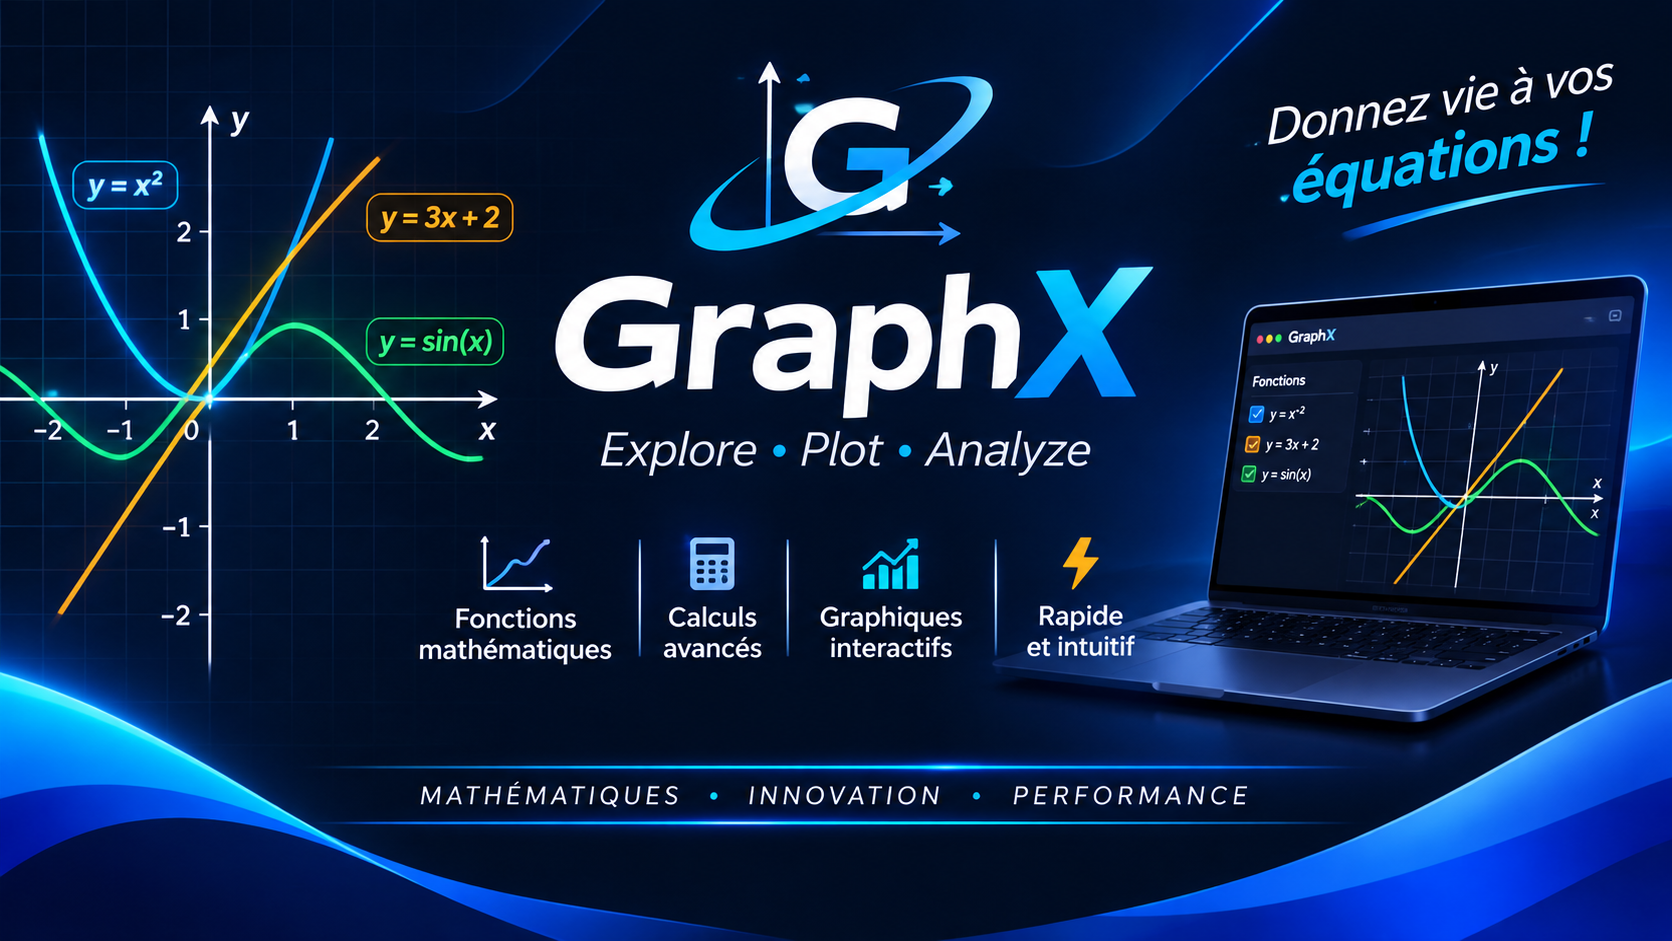 y
y = x²
y = 3x + 2
y = sin(x)
2
1
-2
-1
0
1
2
x
-1
-2
G
GraphX
Explore • Plot • Analyze
Fonctions
mathématiques
Calculs
avancés
Graphiques
interactifs
Rapide
et intuitif
Donnez vie à vos
équations !
GraphX
Fonctions
y = x²
y = 3x + 2
y = sin(x)
y
x
x
MATHÉMATIQUES • INNOVATION • PERFORMANCE